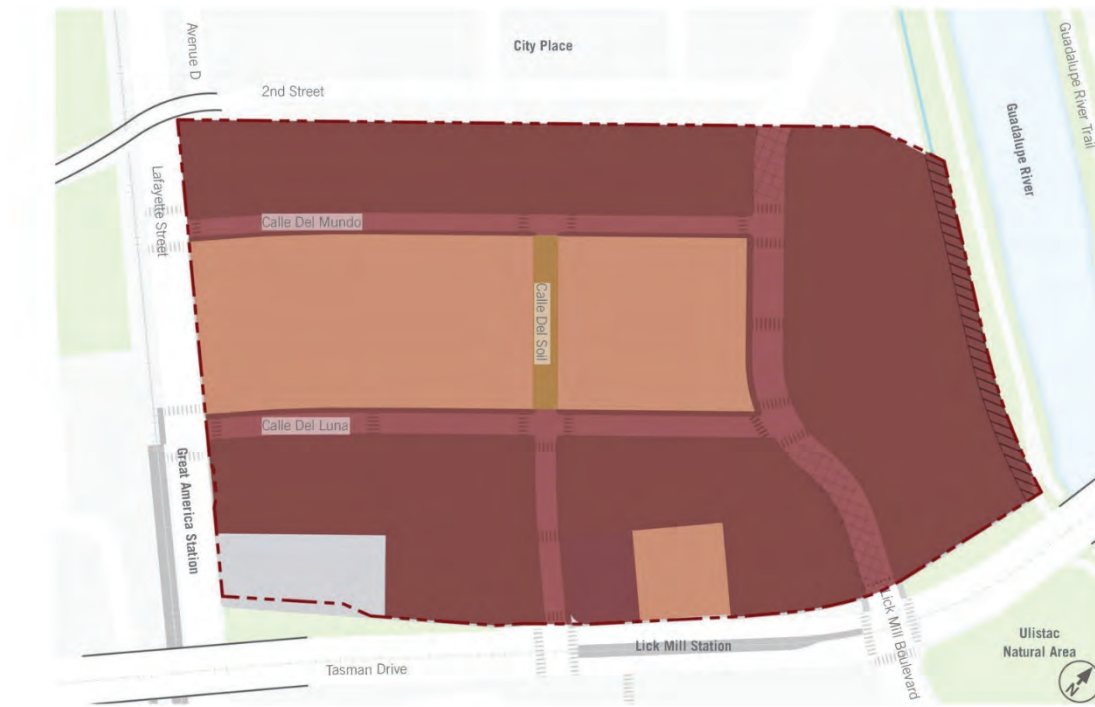 City Place
Avenue D
2nd Street
Guadalupe River Trail
Guadalupe River
Lafayette Street
Calle Del Mundo
Calle Del Soil
Calle Del Luna
Great America Station
Lick Mill Station
Lick Mill Boulevard
Tasman Drive
Ulistac
Natural Area
N